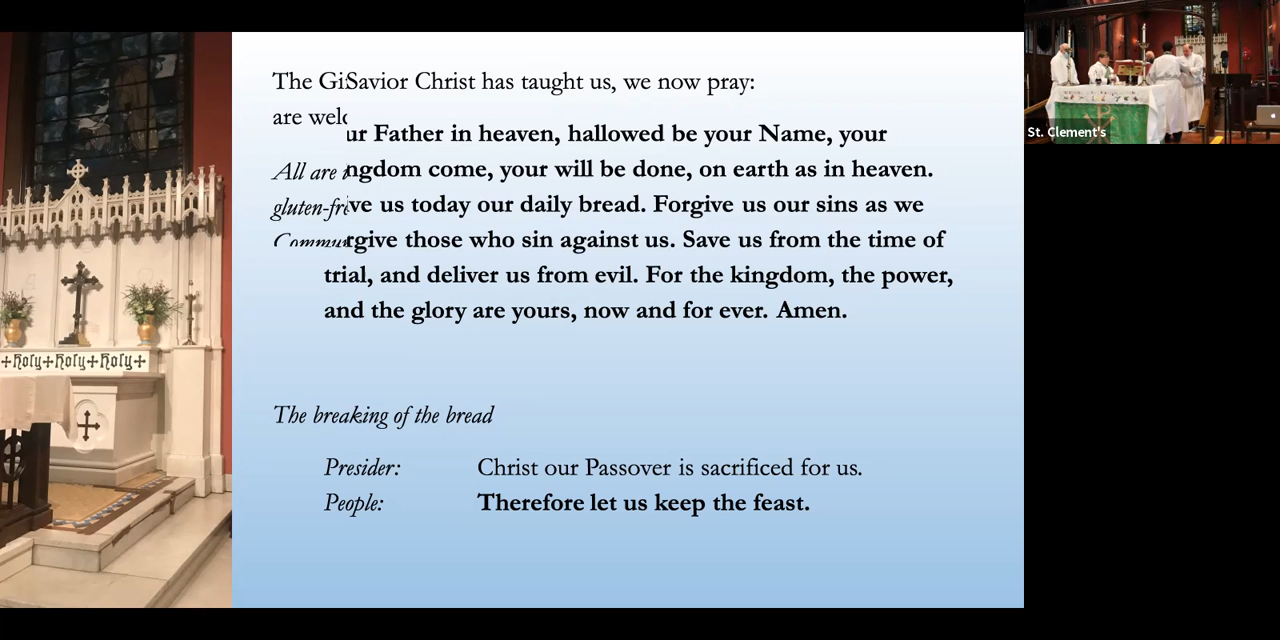 The GiSavior Christ has taught us, we now pray:
are welc
ur Father in heaven, hallowed be your Name, your
All are
ngdom come, your will be done, on earth as in heaven.
gluten-fre
ve us today our daily bread. Forgive us our sins as we
Commu
rgive those who sin against us. Save us from the time of
trial, and deliver us from evil. For the kingdom, the power,
and the glory are yours, now and for ever. Amen.
The breaking of the bread
Presider: Christ our Passover is sacrificed for us.
People: Therefore let us keep the feast.
+Holy+Holy+Holy+
St. Clement's